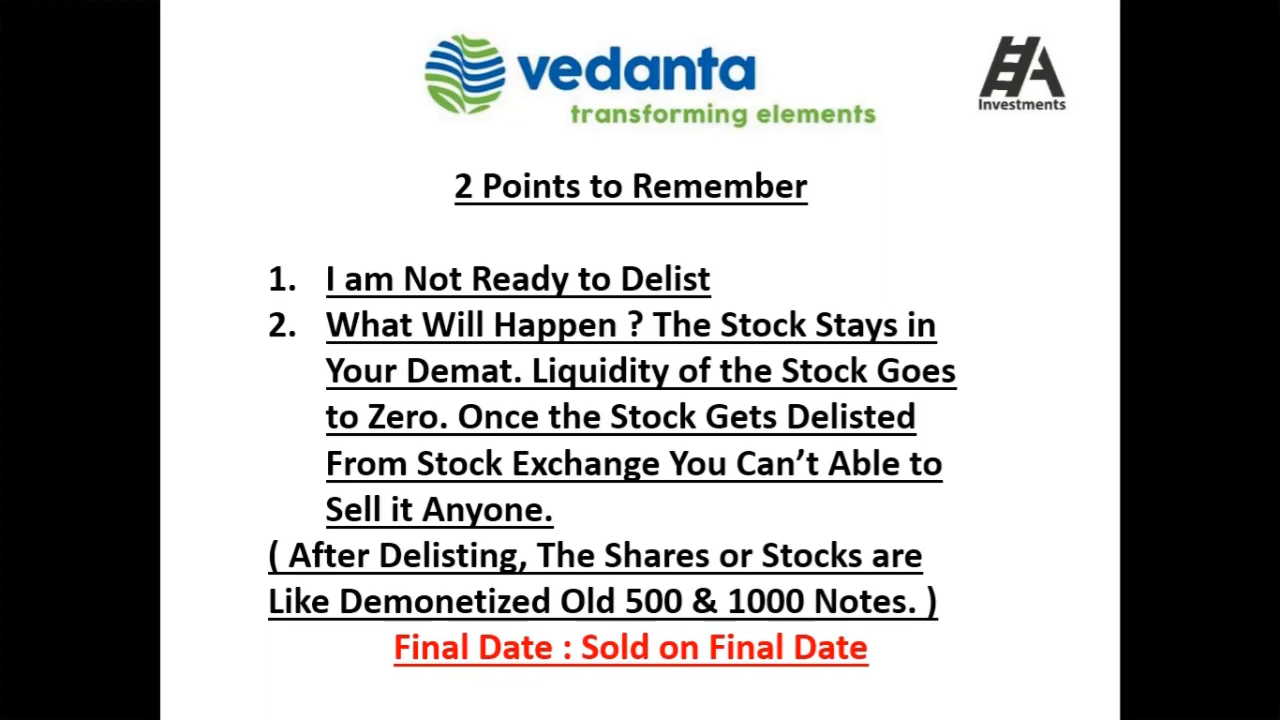 vedanta
transforming elements
HA
Investments
2 Points to Remember
1. I am Not Ready to Delist
2. What Will Happen ? The Stock Stays in
Your Demat. Liquidity of the Stock Goes
to Zero. Once the Stock Gets Delisted
From Stock Exchange You Can’t Able to
Sell it Anyone.
( After Delisting, The Shares or Stocks are
Like Demonetized Old 500 & 1000 Notes. )
Final Date : Sold on Final Date